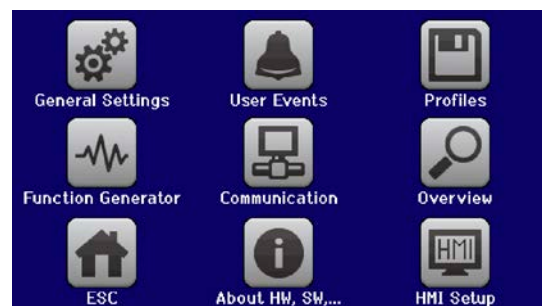 General Settings
User Events
Profiles
Function Generator
Communication
Overview
HMI
ESC
About HW, SW,...
HMI Setup